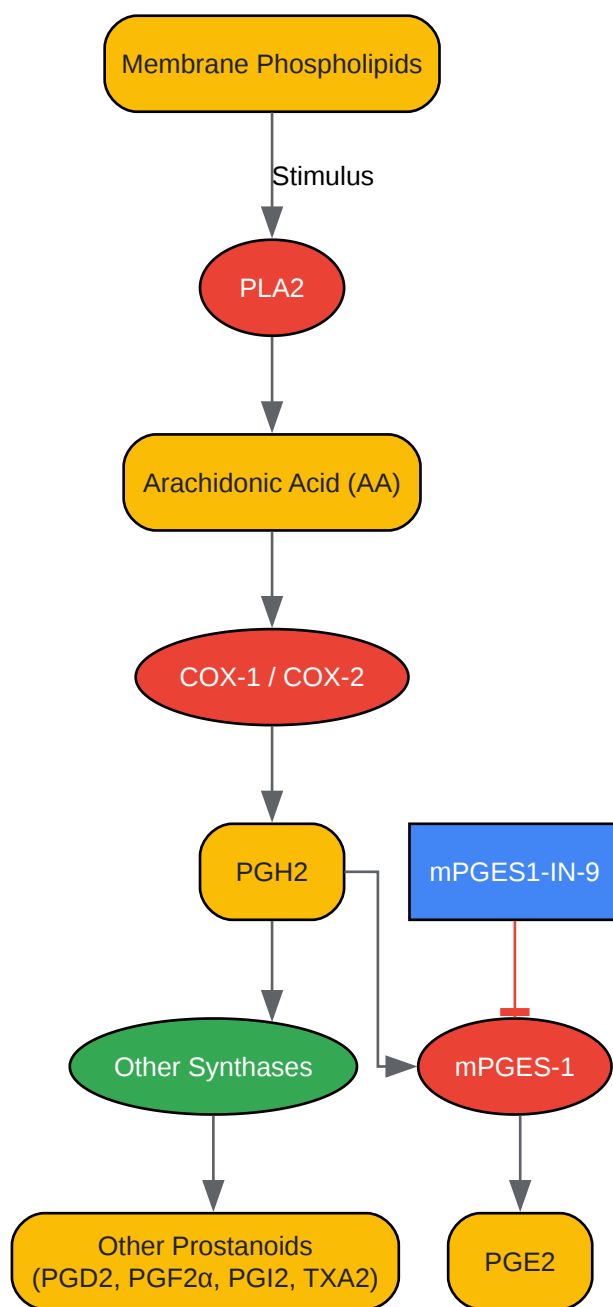 Membrane Phospholipids
Stimulus
PLA2
Arachidonic Acid (AA)
COX-1 / COX-2
PGH2
mPGES1-IN-9
Other Synthases
mPGES-1
Other Prostanoids
(PGD2, PGF2α, PGI2, TXA2)
PGE2